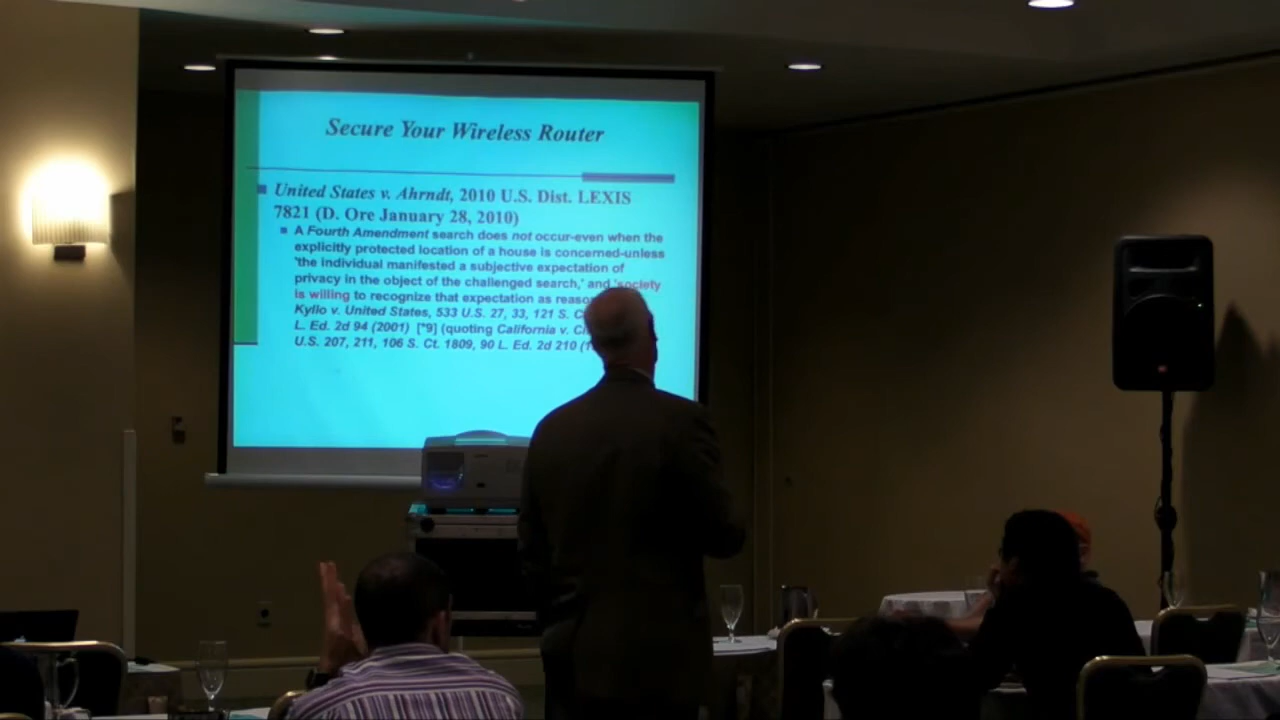 Secure Your Wireless Router
United States v. Ahrndt, 2010 U.S. Dist. LEXIS
7821 (D. Ore January 28, 2010)
A Fourth Amendment search does not occur-even when the
explicitly protected location of a house is concerned-unless
'the individual manifested a subjective expectation of
privacy in the object of the challenged search,' and 'society
is willing to recognize that expectation as
Kyllo v. United States, 533 U.S. 27, 33, 121 S.
L. Ed. 2d 94 (2001) [*9] (quoting California v.
U.S. 207, 211, 106 S. Ct. 1809, 90 L. Ed. 2d 210